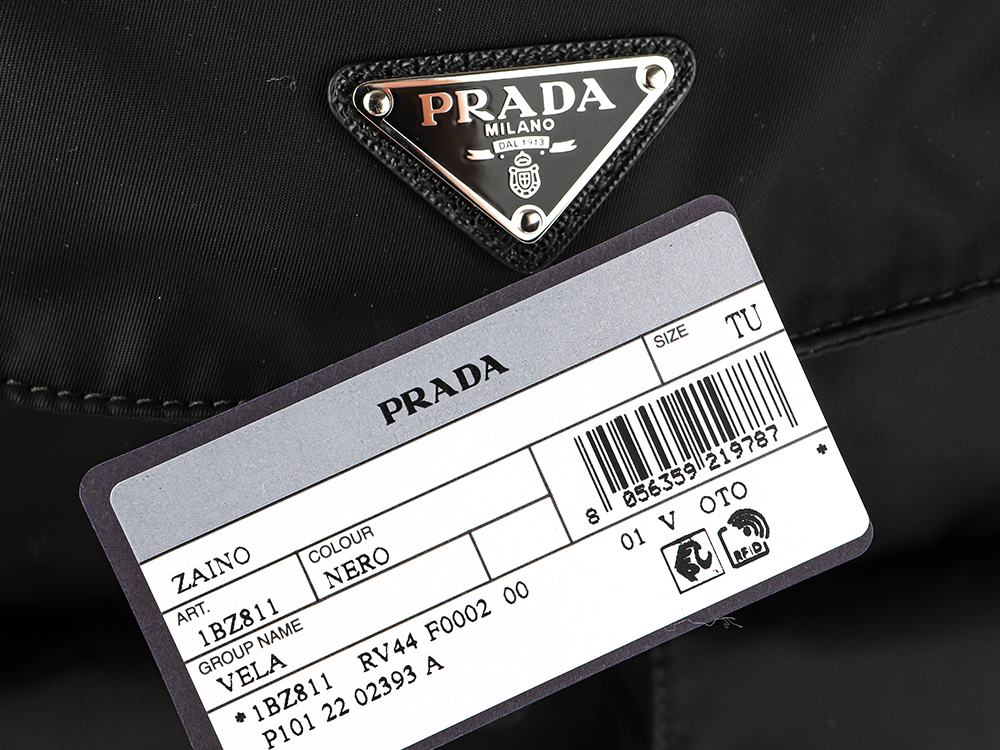 PRADA
MILANO
DAL 1913
PRADA
SIZE
TU
ZAINO
COLOUR
NERO
8 056359 219787
*
ART.
1BZ811
01 V OTO
RFID
GROUP NAME
VELA
*1BZ811 RV44 F0002 00
P101 22 02393 A